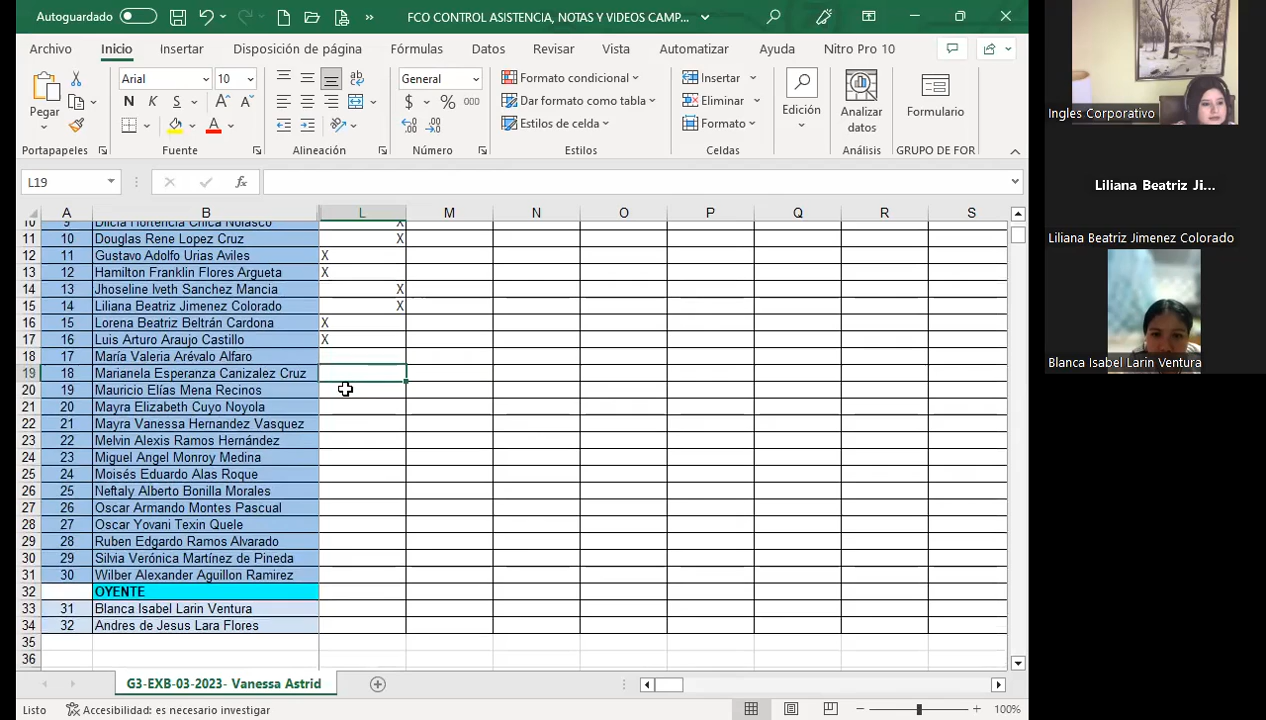 Autoguardado
FCO CONTROL ASISTENCIA, NOTAS Y VIDEOS CAMP...
Archivo Inicio Insertar Disposición de página Fórmulas Datos Revisar Vista Automatizar Ayuda Nitro Pro 10
Pegar
Portapapeles
Arial 10
N K S
Fuente
Alineación
General
$ % 000
Número
Formato condicional
Dar formato como tabla
Estilos de celda
Estilos
Insertar
Eliminar
Formato
Celdas
Edición
Analizar datos
Análisis
Formulario
GRUPO DE FOR
L19
fx
A B L M N O P Q R S
10 9 Dilcia Hortencia Chica Nolasco X
11 10 Douglas Rene Lopez Cruz X
12 11 Gustavo Adolfo Urias Aviles X
13 12 Hamilton Franklin Flores Argueta X
14 13 Jhoseline Iveth Sanchez Mancia X
15 14 Liliana Beatriz Jimenez Colorado X
16 15 Lorena Beatriz Beltrán Cardona X
17 16 Luis Arturo Araujo Castillo X
18 17 María Valeria Arévalo Alfaro
19 18 Marianela Esperanza Canizalez Cruz
20 19 Mauricio Elías Mena Recinos
21 20 Mayra Elizabeth Cuyo Noyola
22 21 Mayra Vanessa Hernandez Vasquez
23 22 Melvin Alexis Ramos Hernández
24 23 Miguel Angel Monroy Medina
25 24 Moisés Eduardo Alas Roque
26 25 Neftaly Alberto Bonilla Morales
27 26 Oscar Armando Montes Pascual
28 27 Oscar Yovani Texin Quele
29 28 Ruben Edgardo Ramos Alvarado
30 29 Silvia Verónica Martínez de Pineda
31 30 Wilber Alexander Aguillon Ramirez
32 OYENTE
33 31 Blanca Isabel Larin Ventura
34 32 Andres de Jesus Lara Flores
35
36
G3-EXB-03-2023- Vanessa Astrid
Listo
Accesibilidad: es necesario investigar
100%
Ingles Corporativo
Liliana Beatriz Ji...
Liliana Beatriz Jimenez Colorado
Blanca Isabel Larin Ventura